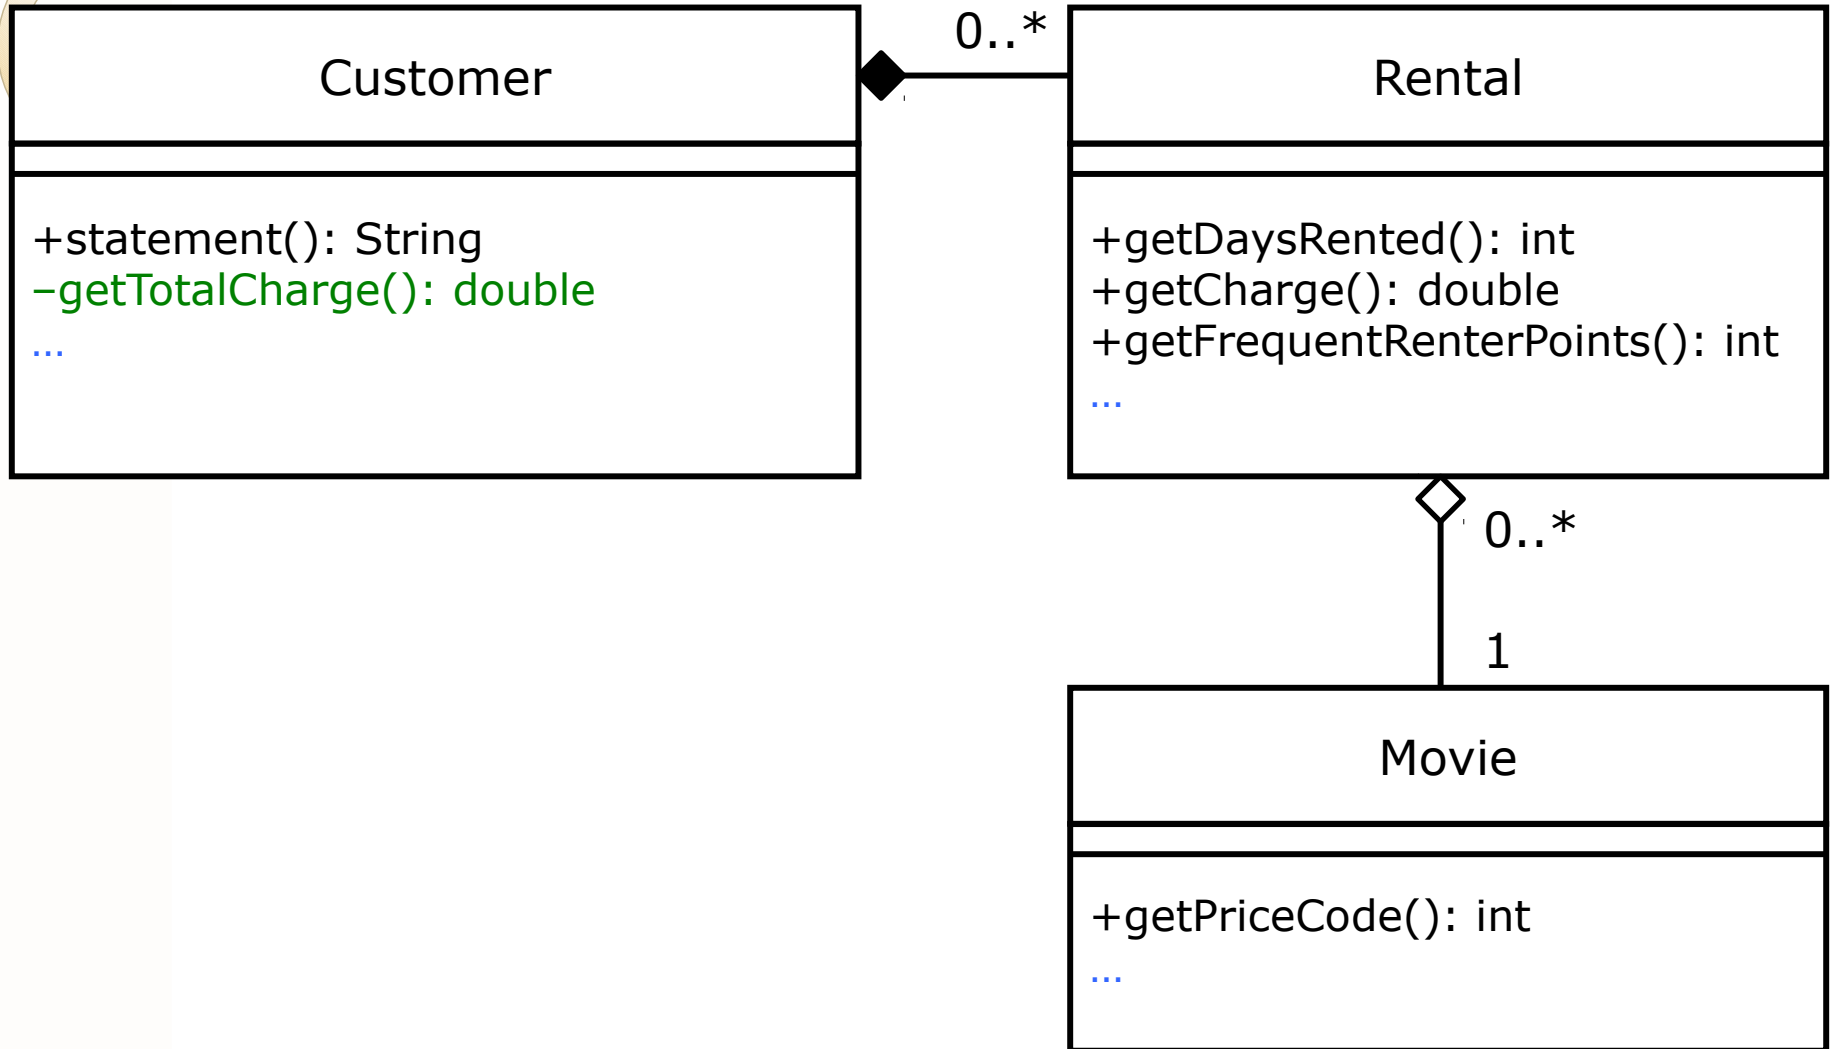 Customer
0..*
Rental
+statement(): String
–getTotalCharge(): double
...
+getDaysRented(): int
+getCharge(): double
+getFrequentRenterPoints(): int
...
0..*
1
Movie
+getPriceCode(): int
...